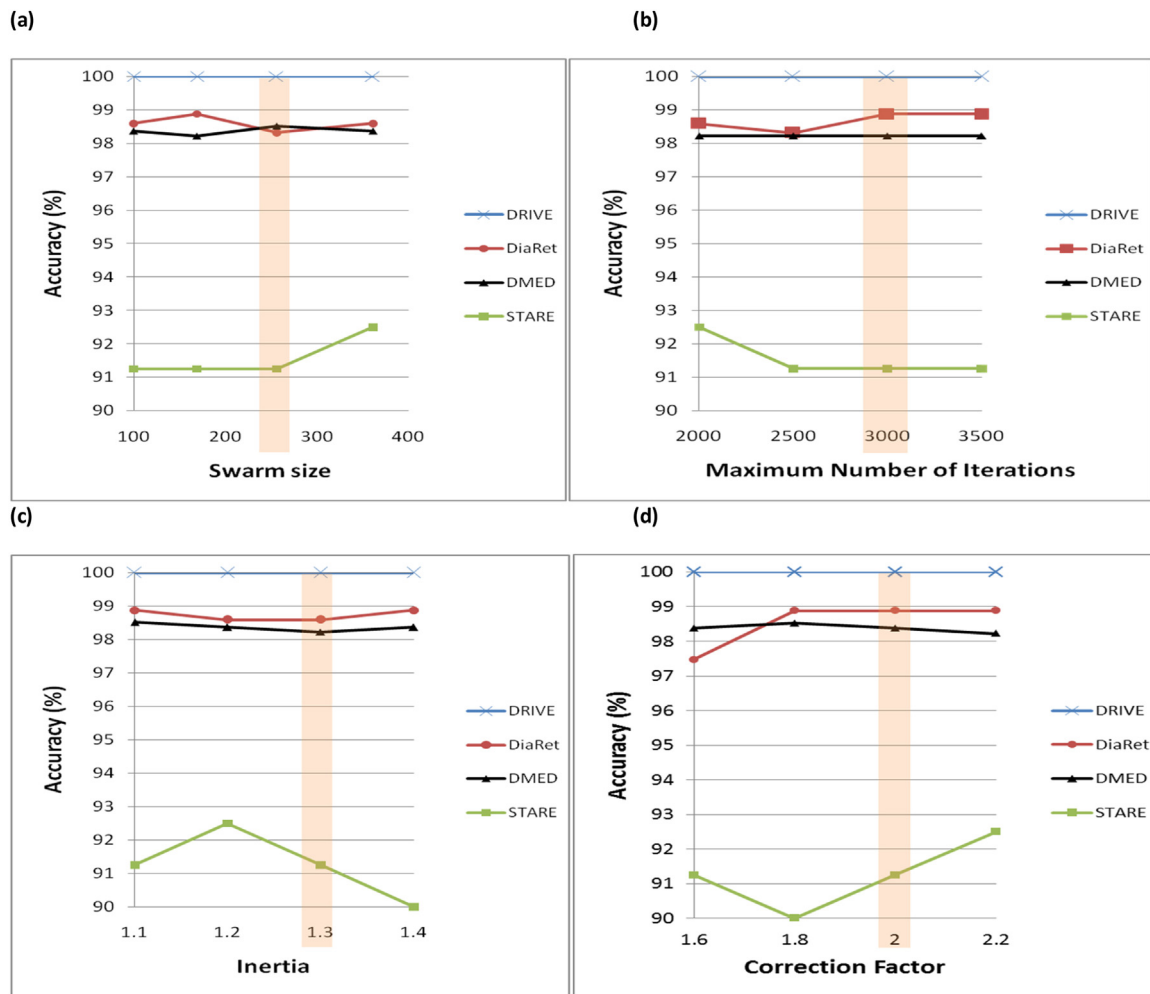 (a)
100
99
98
97
96
95
94
93
92
91
90
Accuracy (%)
100
200
300
400
Swarm size
DRIVE
DiaRet
DMED
STARE
(b)
100
99
98
97
96
95
94
93
92
91
90
Accuracy (%)
2000
2500
3000
3500
Maximum Number of Iterations
DRIVE
DiaRet
DMED
STARE
(c)
100
99
98
97
96
95
94
93
92
91
90
Accuracy (%)
1.1
1.2
1.3
1.4
Inertia
DRIVE
DiaRet
DMED
STARE
(d)
100
99
98
97
96
95
94
93
92
91
90
Accuracy (%)
1.6
1.8
2
2.2
Correction Factor
DRIVE
DiaRet
DMED
STARE